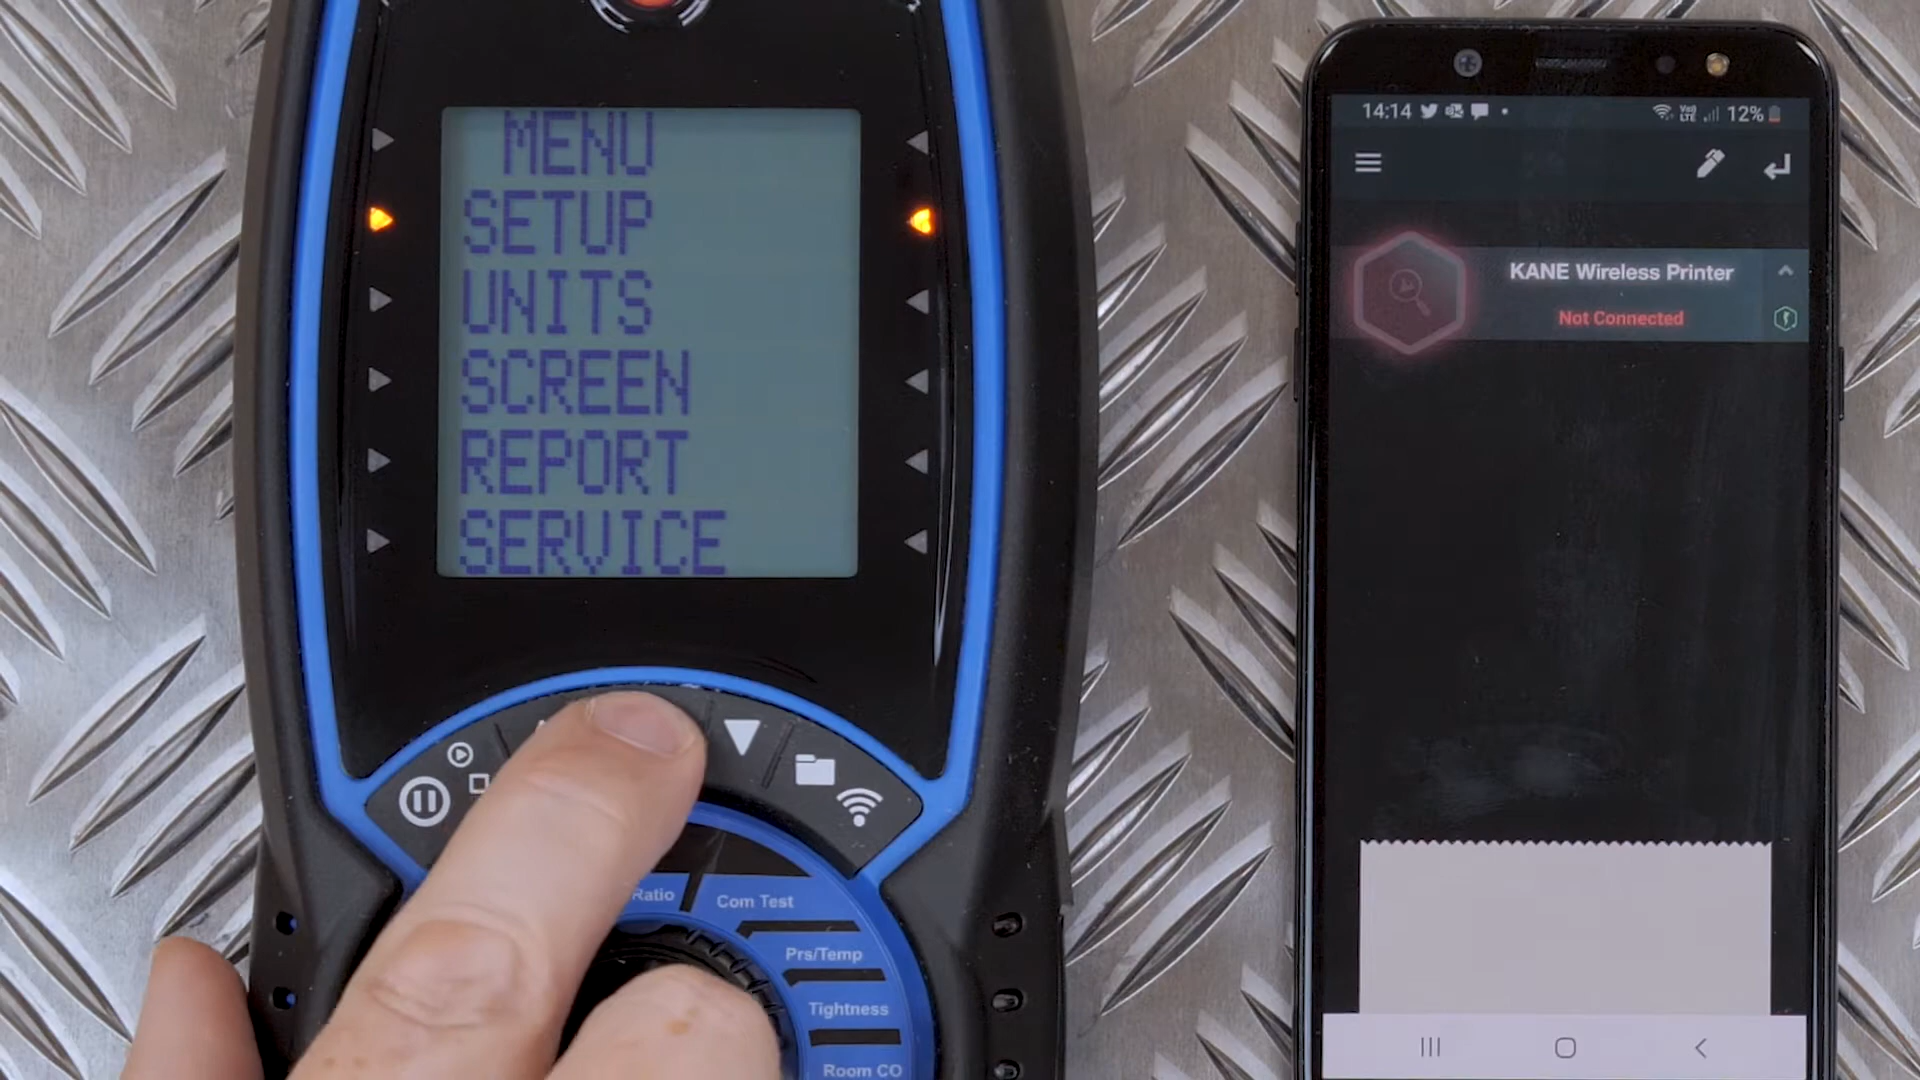 MENU
SETUP
UNITS
SCREEN
REPORT
SERVICE
Ratio
Com Test
Prs/Temp
Tightness
Room CO
14:14
12%
KANE Wireless Printer
Not Connected